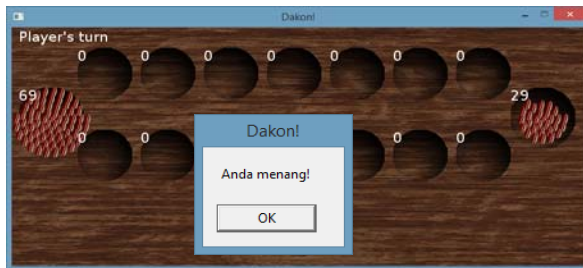 Dakon!
Player's turn
0 0 0 0 0 0 0
69 29
0 0 0 0
Dakon!
Anda menang!
OK